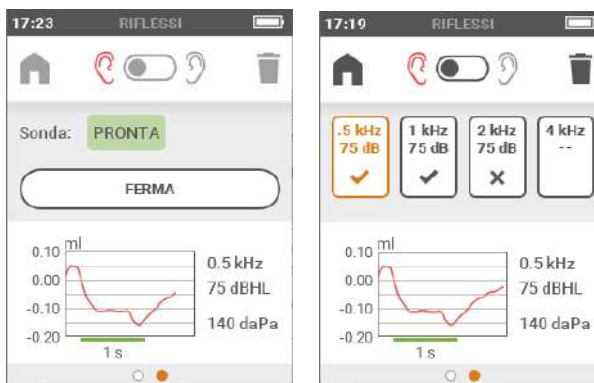 17:23 RIFLESSI
Sonda: PRONTA
FERMA
ml
0.10
0.00
-0.10
-0.20
1 s
0.5 kHz
75 dBHL
140 daPa
17:19 RIFLESSI
.5 kHz
75 dB
1 kHz
75 dB
2 kHz
75 dB
4 kHz
--
ml
0.10
0.00
-0.10
-0.20
1 s
0.5 kHz
75 dBHL
140 daPa